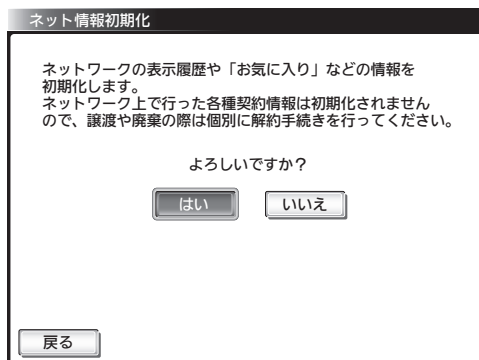 ネット情報初期化
ネットワークの表示履歴や「お気に入り」などの情報を
初期化します。
ネットワーク上で行った各種契約情報は初期化されません
ので、譲渡や廃棄の際は個別に解約手続きを行ってください。
よろしいですか？
はい
いいえ
戻る